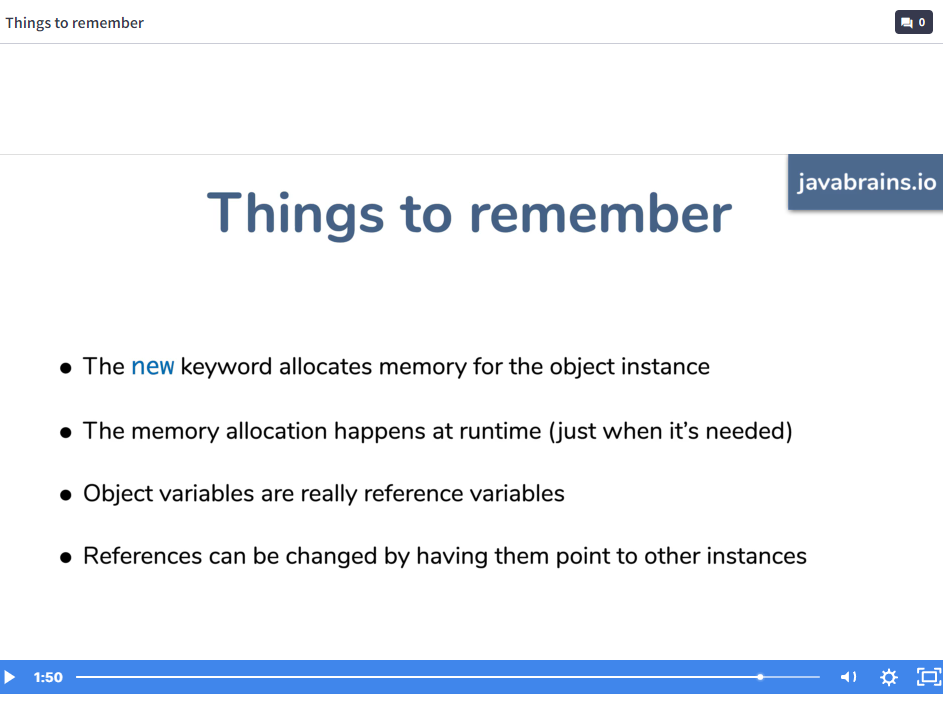 Things to remember
0
javabrains.io
Things to remember
● The new keyword allocates memory for the object instance
● The memory allocation happens at runtime (just when it’s needed)
● Object variables are really reference variables
● References can be changed by having them point to other instances
1:50